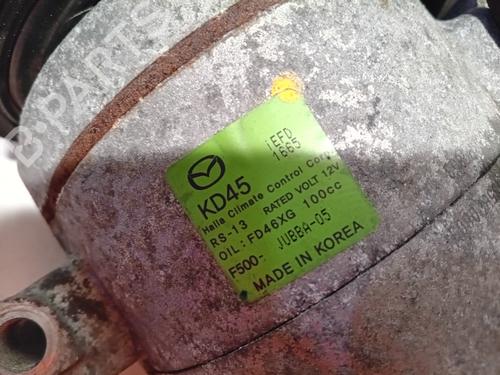 B-PARTS
IEFD
1665
KD45
Halla Climate Control Corp
RS-13 RATED VOLT 12V
OIL: FD46XG 100cc
F500- JUBBA-05
MADE IN KOREA